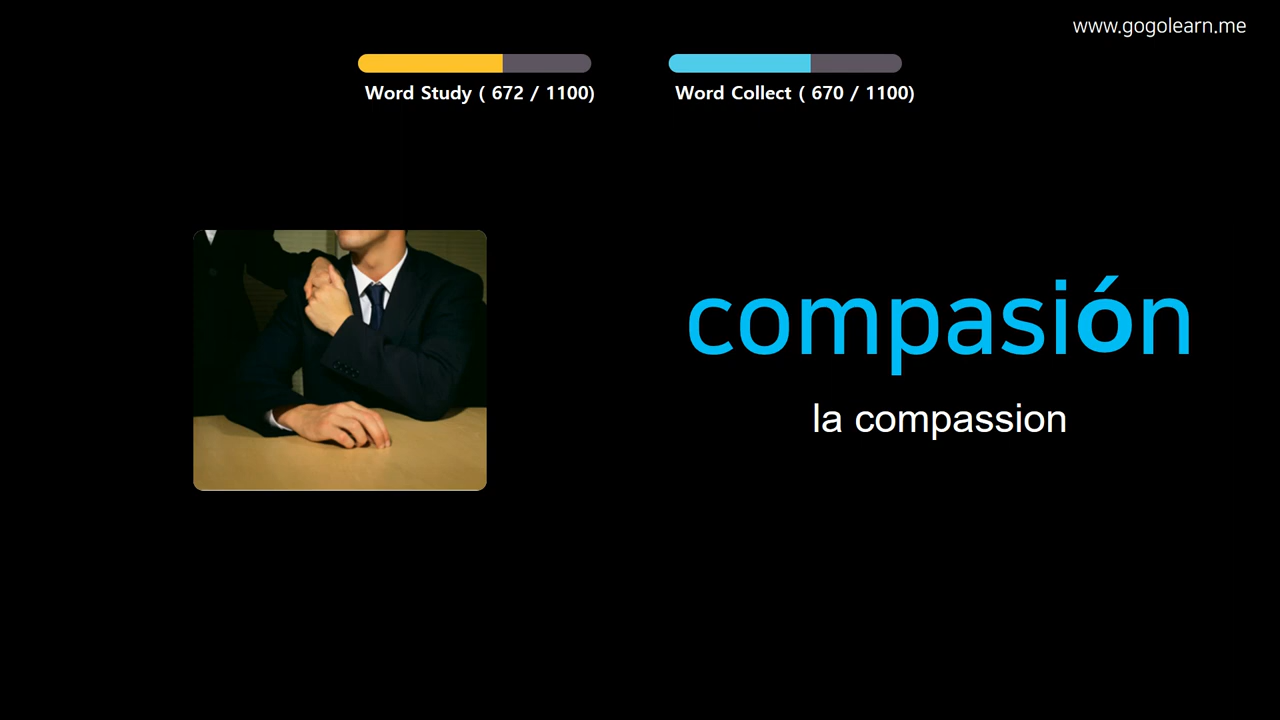 www.gogolearn.me
Word Study ( 672 / 1100)
Word Collect ( 670 / 1100)
compasión
la compassion